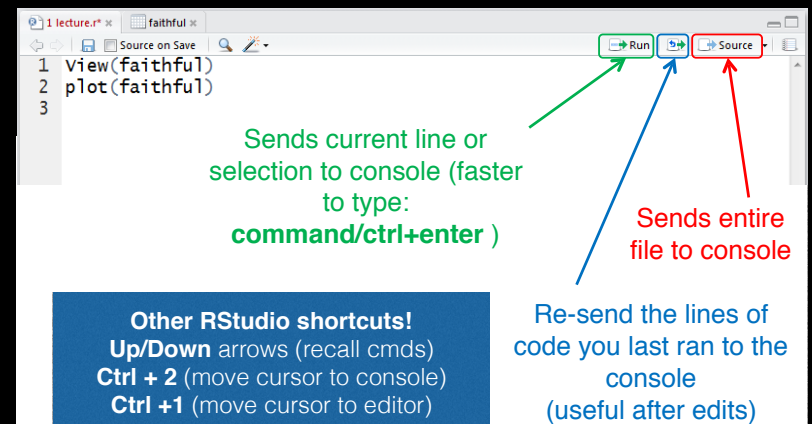 1 lecture.r* × faithful ×
Source on Save Run Source
1 View(faithful)
2 plot(faithful)
3
Sends current line or
selection to console (faster
to type:
command/ctrl+enter )
Sends entire
file to console
Re-send the lines of
code you last ran to the
console
(useful after edits)
Other RStudio shortcuts!
Up/Down arrows (recall cmds)
Ctrl + 2 (move cursor to console)
Ctrl +1 (move cursor to editor)